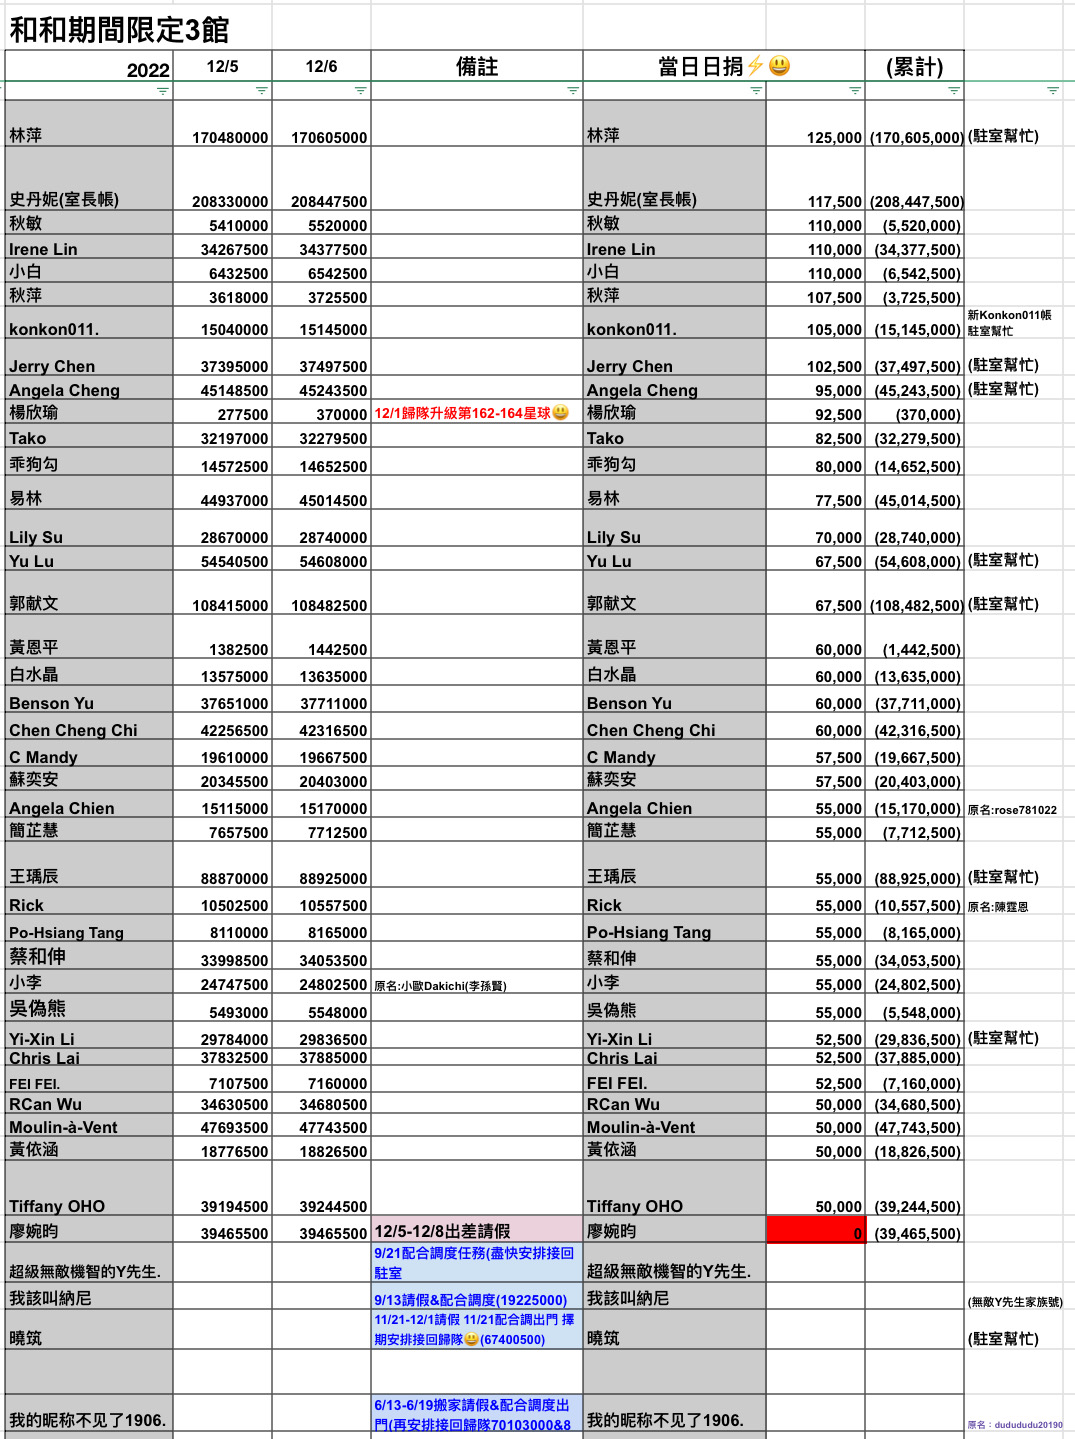 和和期間限定3館
2022 12/5 12/6 備註 當日日捐⚡😃 (累計)
林萍 170480000 170605000 林萍 125,000 (170,605,000) (駐室幫忙)
史丹妮(室長帳) 208330000 208447500 史丹妮(室長帳) 117,500 (208,447,500)
秋敏 5410000 5520000 秋敏 110,000 (5,520,000)
Irene Lin 34267500 34377500 Irene Lin 110,000 (34,377,500)
小白 6432500 6542500 小白 110,000 (6,542,500)
秋萍 3618000 3725500 秋萍 107,500 (3,725,500)
konkon011. 15040000 15145000 konkon011. 105,000 (15,145,000) 新Konkon011帳
駐室幫忙
Jerry Chen 37395000 37497500 Jerry Chen 102,500 (37,497,500) (駐室幫忙)
Angela Cheng 45148500 45243500 Angela Cheng 95,000 (45,243,500) (駐室幫忙)
楊欣瑜 277500 370000 12/1歸隊升級第162-164星球😃 楊欣瑜 92,500 (370,000)
Tako 32197000 32279500 Tako 82,500 (32,279,500)
乖狗勾 14572500 14652500 乖狗勾 80,000 (14,652,500)
易林 44937000 45014500 易林 77,500 (45,014,500)
Lily Su 28670000 28740000 Lily Su 70,000 (28,740,000)
Yu Lu 54540500 54608000 Yu Lu 67,500 (54,608,000) (駐室幫忙)
郭献文 108415000 108482500 郭献文 67,500 (108,482,500) (駐室幫忙)
黃恩平 1382500 1442500 黃恩平 60,000 (1,442,500)
白水晶 13575000 13635000 白水晶 60,000 (13,635,000)
Benson Yu 37651000 37711000 Benson Yu 60,000 (37,711,000)
Chen Cheng Chi 42256500 42316500 Chen Cheng Chi 60,000 (42,316,500)
C Mandy 19610000 19667500 C Mandy 57,500 (19,667,500)
蘇奕安 20345500 20403000 蘇奕安 57,500 (20,403,000)
Angela Chien 15115000 15170000 Angela Chien 55,000 (15,170,000) 原名:rose781022
簡芷慧 7657500 7712500 簡芷慧 55,000 (7,712,500)
王瑀辰 88870000 88925000 王瑀辰 55,000 (88,925,000) (駐室幫忙)
Rick 10502500 10557500 Rick 55,000 (10,557,500) 原名:陳霆恩
Po-Hsiang Tang 8110000 8165000 Po-Hsiang Tang 55,000 (8,165,000)
蔡和伸 33998500 34053500 蔡和伸 55,000 (34,053,500)
小李 24747500 24802500 原名:小歐Dakichi(李孫賢) 小李 55,000 (24,802,500)
吳偽熊 5493000 5548000 吳偽熊 55,000 (5,548,000)
Yi-Xin Li 29784000 29836500 Yi-Xin Li 52,500 (29,836,500) (駐室幫忙)
Chris Lai 37832500 37885000 Chris Lai 52,500 (37,885,000)
FEI FEI. 7107500 7160000 FEI FEI. 52,500 (7,160,000)
RCan Wu 34630500 34680500 RCan Wu 50,000 (34,680,500)
Moulin-à-Vent 47693500 47743500 Moulin-à-Vent 50,000 (47,743,500)
黃依涵 18776500 18826500 黃依涵 50,000 (18,826,500)
Tiffany OHO 39194500 39244500 Tiffany OHO 50,000 (39,244,500)
廖婉昀 39465500 39465500 12/5-12/8出差請假 廖婉昀 0 (39,465,500)
超級無敵機智的Y先生. 9/21配合調度任務(盡快安排接回
駐室 超級無敵機智的Y先生.
我該叫納尼 9/13請假&配合調度(19225000) 我該叫納尼 (無敵Y先生家族號)
曉筑 11/21-12/1請假 11/21配合調出門 擇
期安排接回歸隊😃(67400500) 曉筑 (駐室幫忙)
我的昵称不见了1906. 6/13-6/19搬家請假&配合調度出
門(再安排接回歸隊70103000&8 我的昵称不见了1906. 原名：dudududu20190